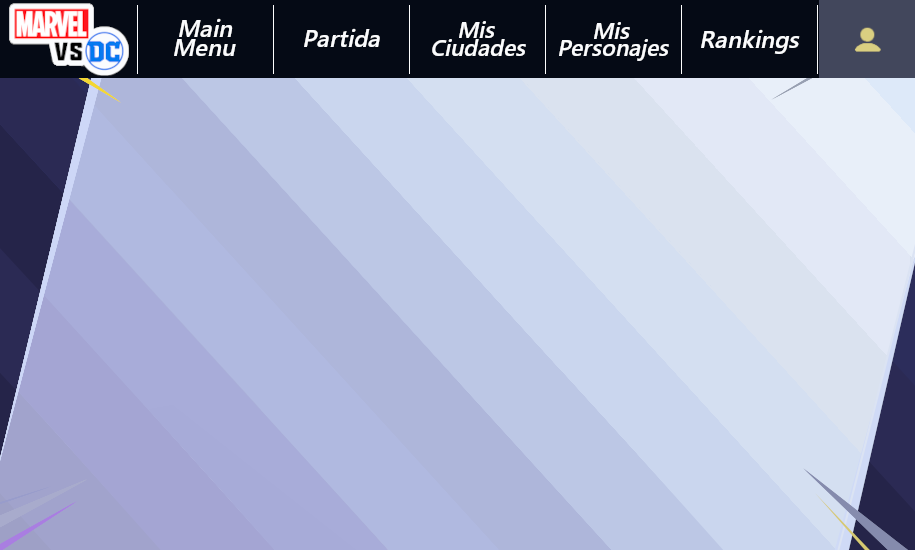 MARVEL
VS DC
Main
Menu
Partida
Mis
Ciudades
Mis
Personajes
Rankings